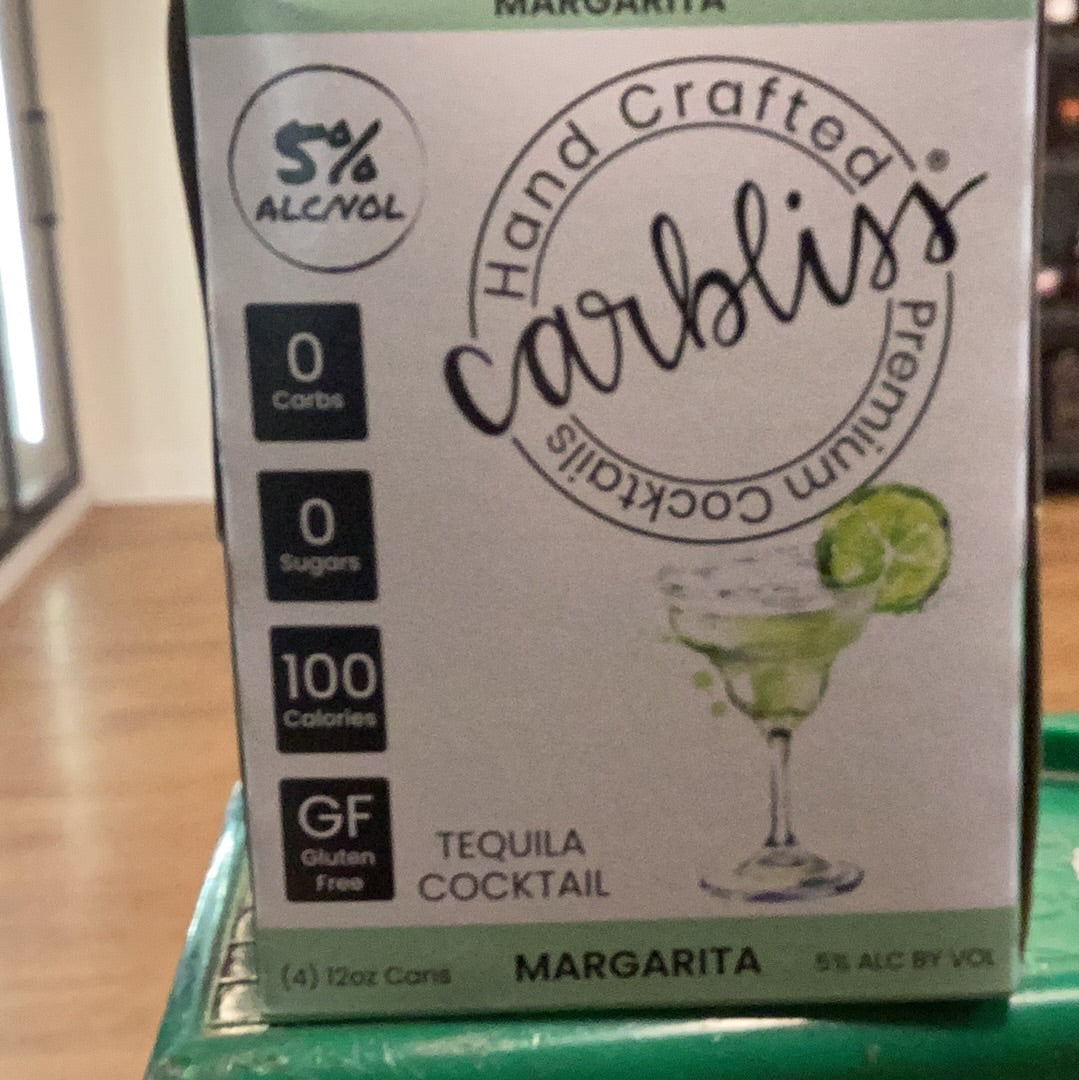 MARGARITA
5%
ALC/VOL
Hand Crafted
carbliss®
Premium Cocktails
0
Carbs
0
Sugars
100
Calories
GF
Gluten
Free
TEQUILA
COCKTAIL
(4) 12oz Cans
MARGARITA
5% ALC BY VOL